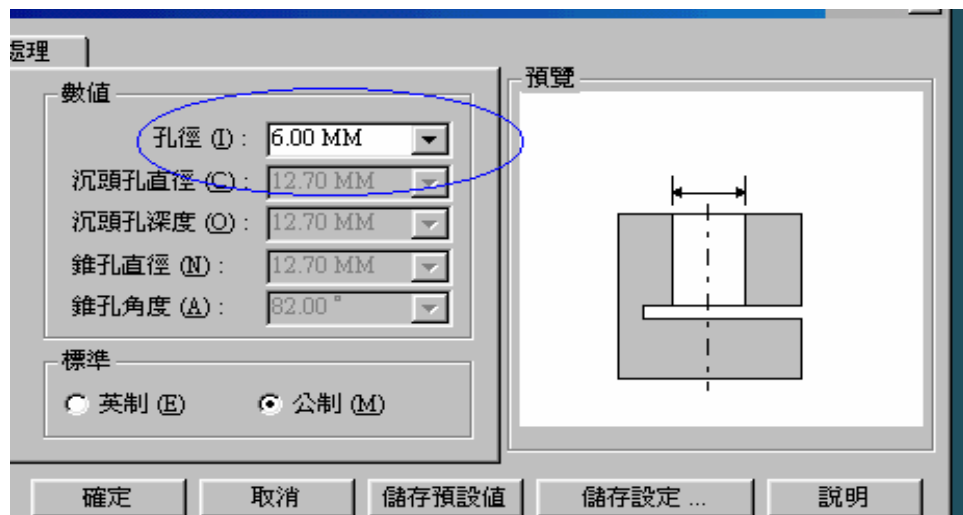 處理
數值
孔徑 (I) : 6.00 MM
沉頭孔直徑 (C) : 12.70 MM
沉頭孔深度 (O) : 12.70 MM
錐孔直徑 (N) : 12.70 MM
錐孔角度 (A) : 82.00 °
標準
英制 (E) 公制 (M)
預覽
確定 取消 儲存預設值 儲存設定 ... 說明